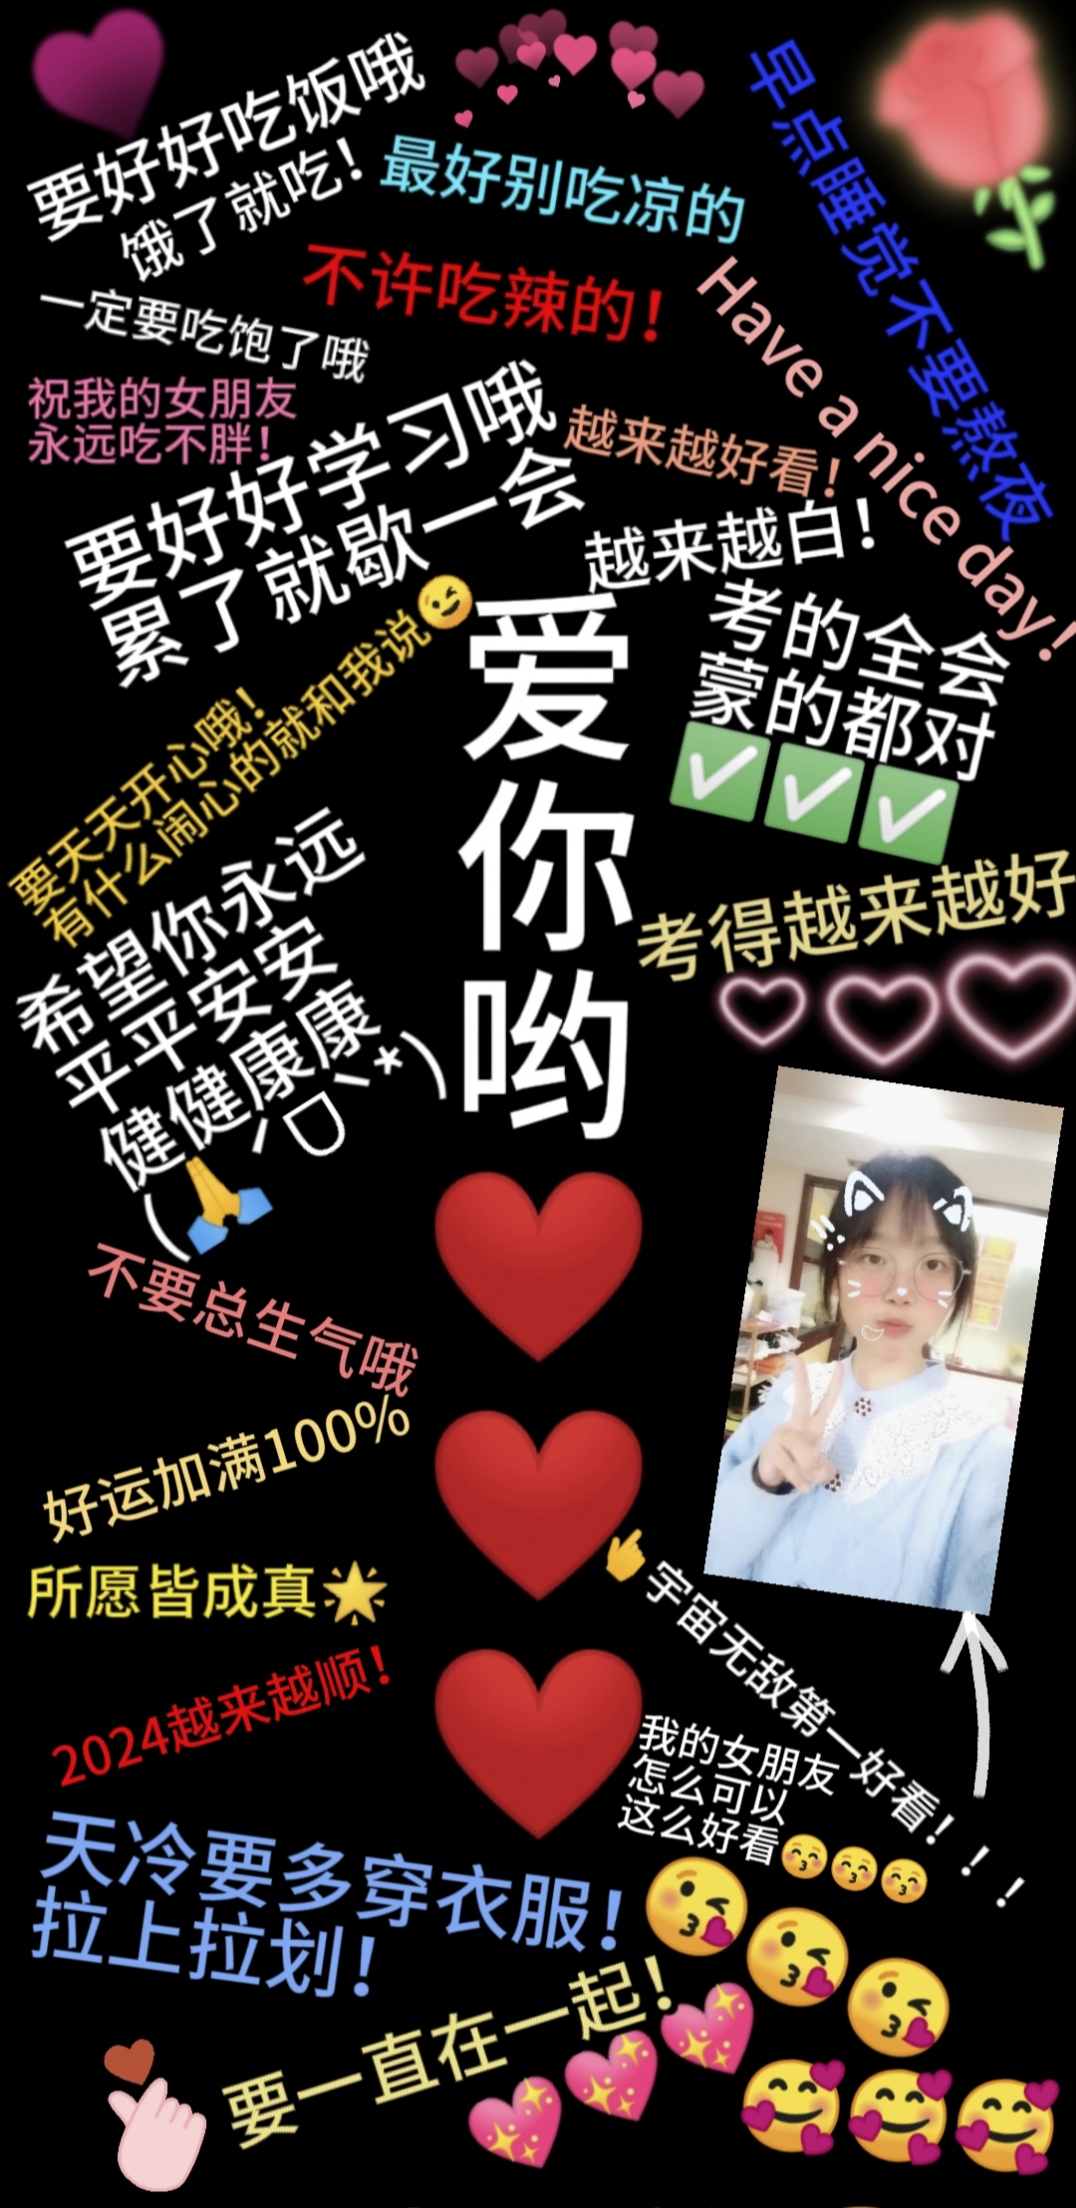 要好好吃饭哦
饿了就吃！
最好别吃凉的
早点睡觉不要熬夜
不许吃辣的！
一定要吃饱了哦
Have a nice day！
祝我的女朋友
永远吃不胖！
要好好学习哦
累了就歇一会
越来越好看！
越来越白！
考的全会
蒙的都对
✅✅✅
要天天开心哦！
有什么闹心的就和我说😉
爱你哟
考得越来越好
希望你永远
平平安安
健健康康
(🙏ˊᗜˋ*)
不要总生气哦
好运加满100%
所愿皆成真🌟
👆宇宙无敌第一好看！！！
2024越来越顺！
我的女朋友
怎么可以
这么好看😚😚😚
天冷要多穿衣服！
拉上拉划！
要一直在一起！